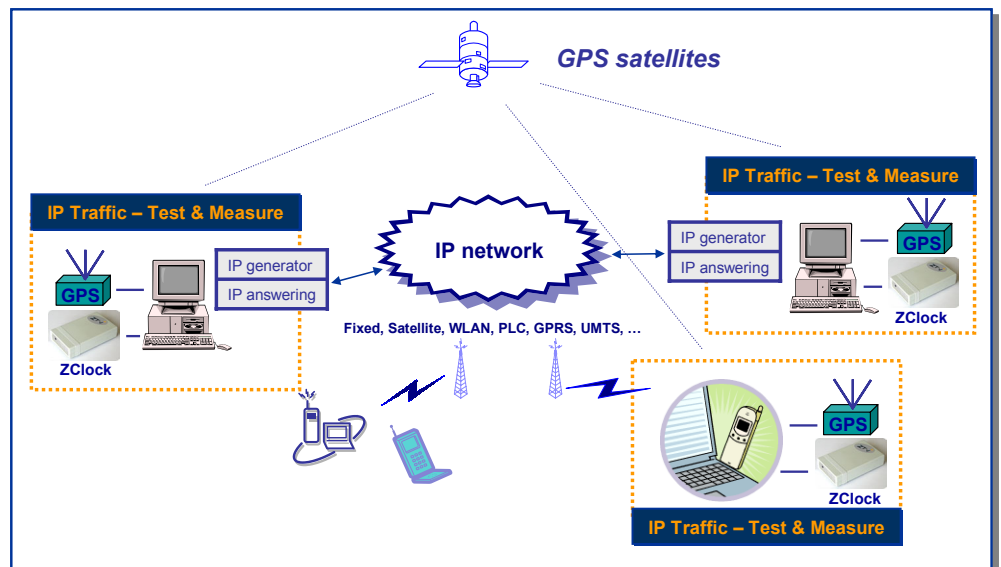 GPS satellites
IP Traffic – Test & Measure
IP Traffic – Test & Measure
IP network
IP generator
IP answering
GPS
ZClock
IP generator
IP answering
GPS
ZClock
Fixed, Satellite, WLAN, PLC, GPRS, UMTS, …
GPS
ZClock
IP Traffic – Test & Measure